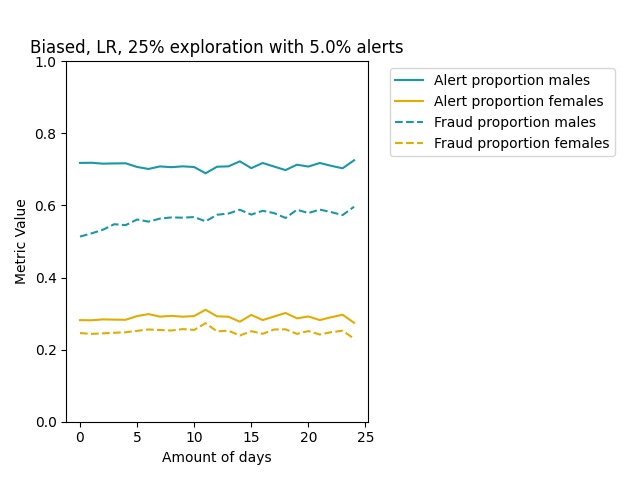 Biased, LR, 25% exploration with 5.0% alerts
Alert proportion males
Alert proportion females
Fraud proportion males
Fraud proportion females
Metric Value
1.0
0.8
0.6
0.4
0.2
0.0
0 5 10 15 20 25
Amount of days